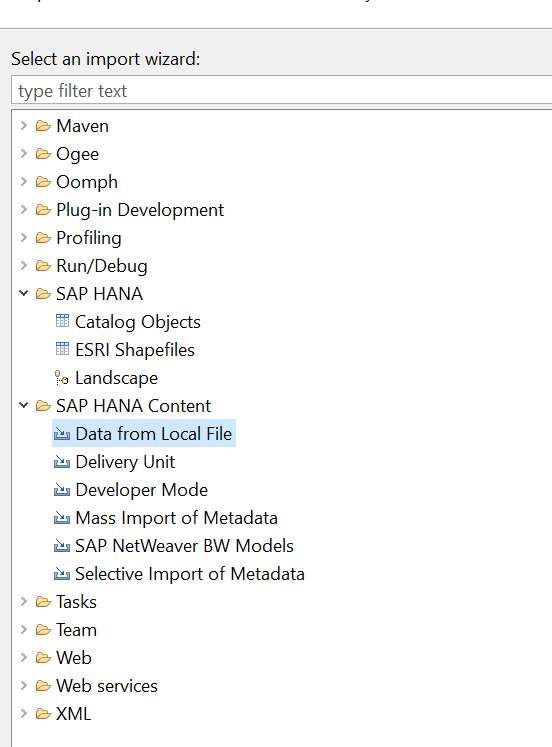 Select an import wizard:
type filter text
Maven
Ogee
Oomph
Plug-in Development
Profiling
Run/Debug
SAP HANA
Catalog Objects
ESRI Shapefiles
Landscape
SAP HANA Content
Data from Local File
Delivery Unit
Developer Mode
Mass Import of Metadata
SAP NetWeaver BW Models
Selective Import of Metadata
Tasks
Team
Web
Web services
XML